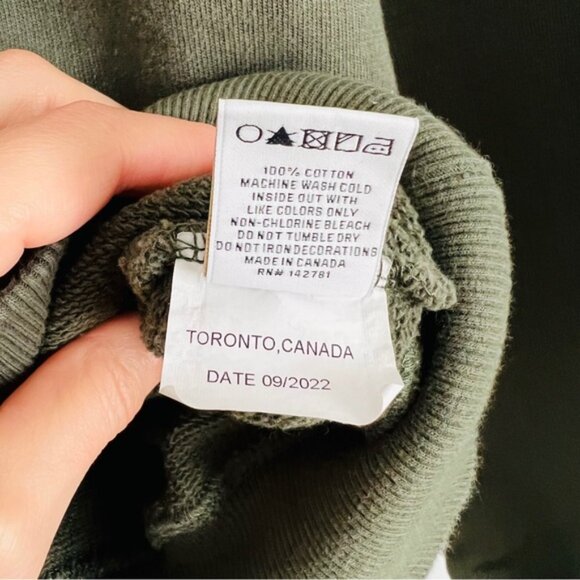 100% COTTON
MACHINE WASH COLD
INSIDE OUT WITH
LIKE COLORS ONLY
NON-CHLORINE BLEACH
DO NOT TUMBLE DRY
DO NOT IRON DECORATIONS
MADE IN CANADA
RN# 142781
TORONTO,CANADA
DATE 09/2022